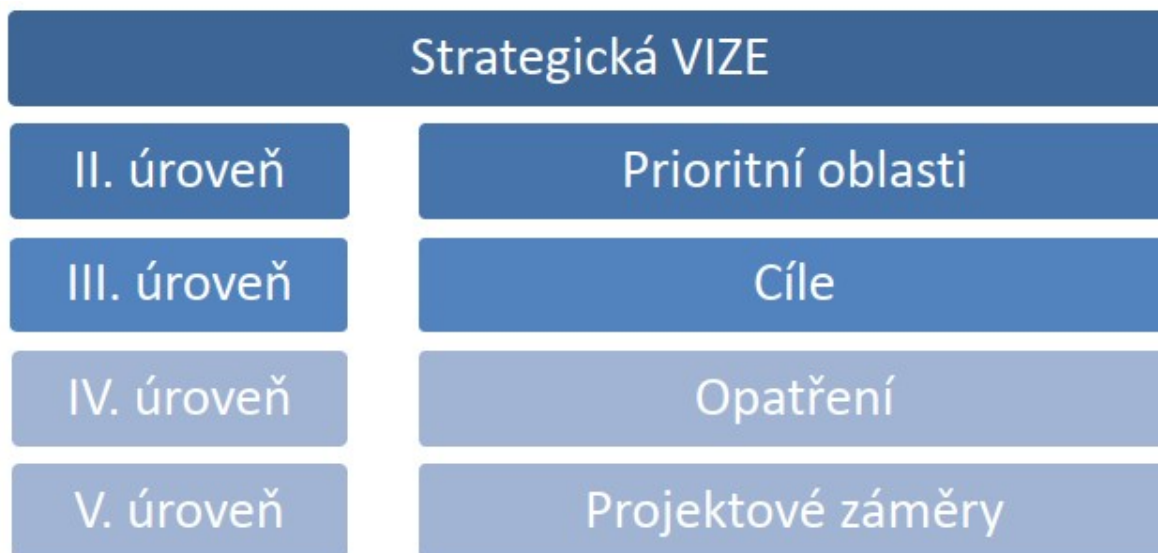 Strategická VIZE
II. úroveň Prioritní oblasti
III. úroveň Cíle
IV. úroveň Opatření
V. úroveň Projektové záměry